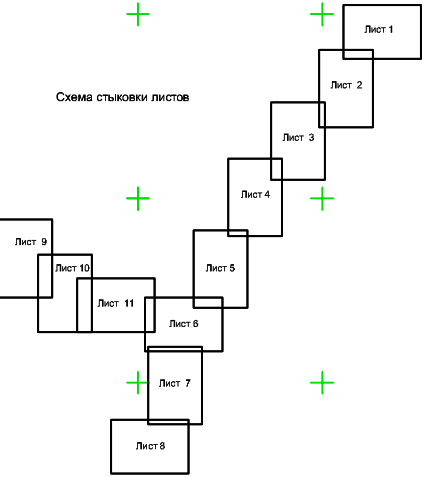 Лист 1
Лист 2
Схема стыковки листов
Лист 3
Лист 4
Лист 9
Лист 10
Лист 5
Лист 11
Лист 6
Лист 7
Лист 8